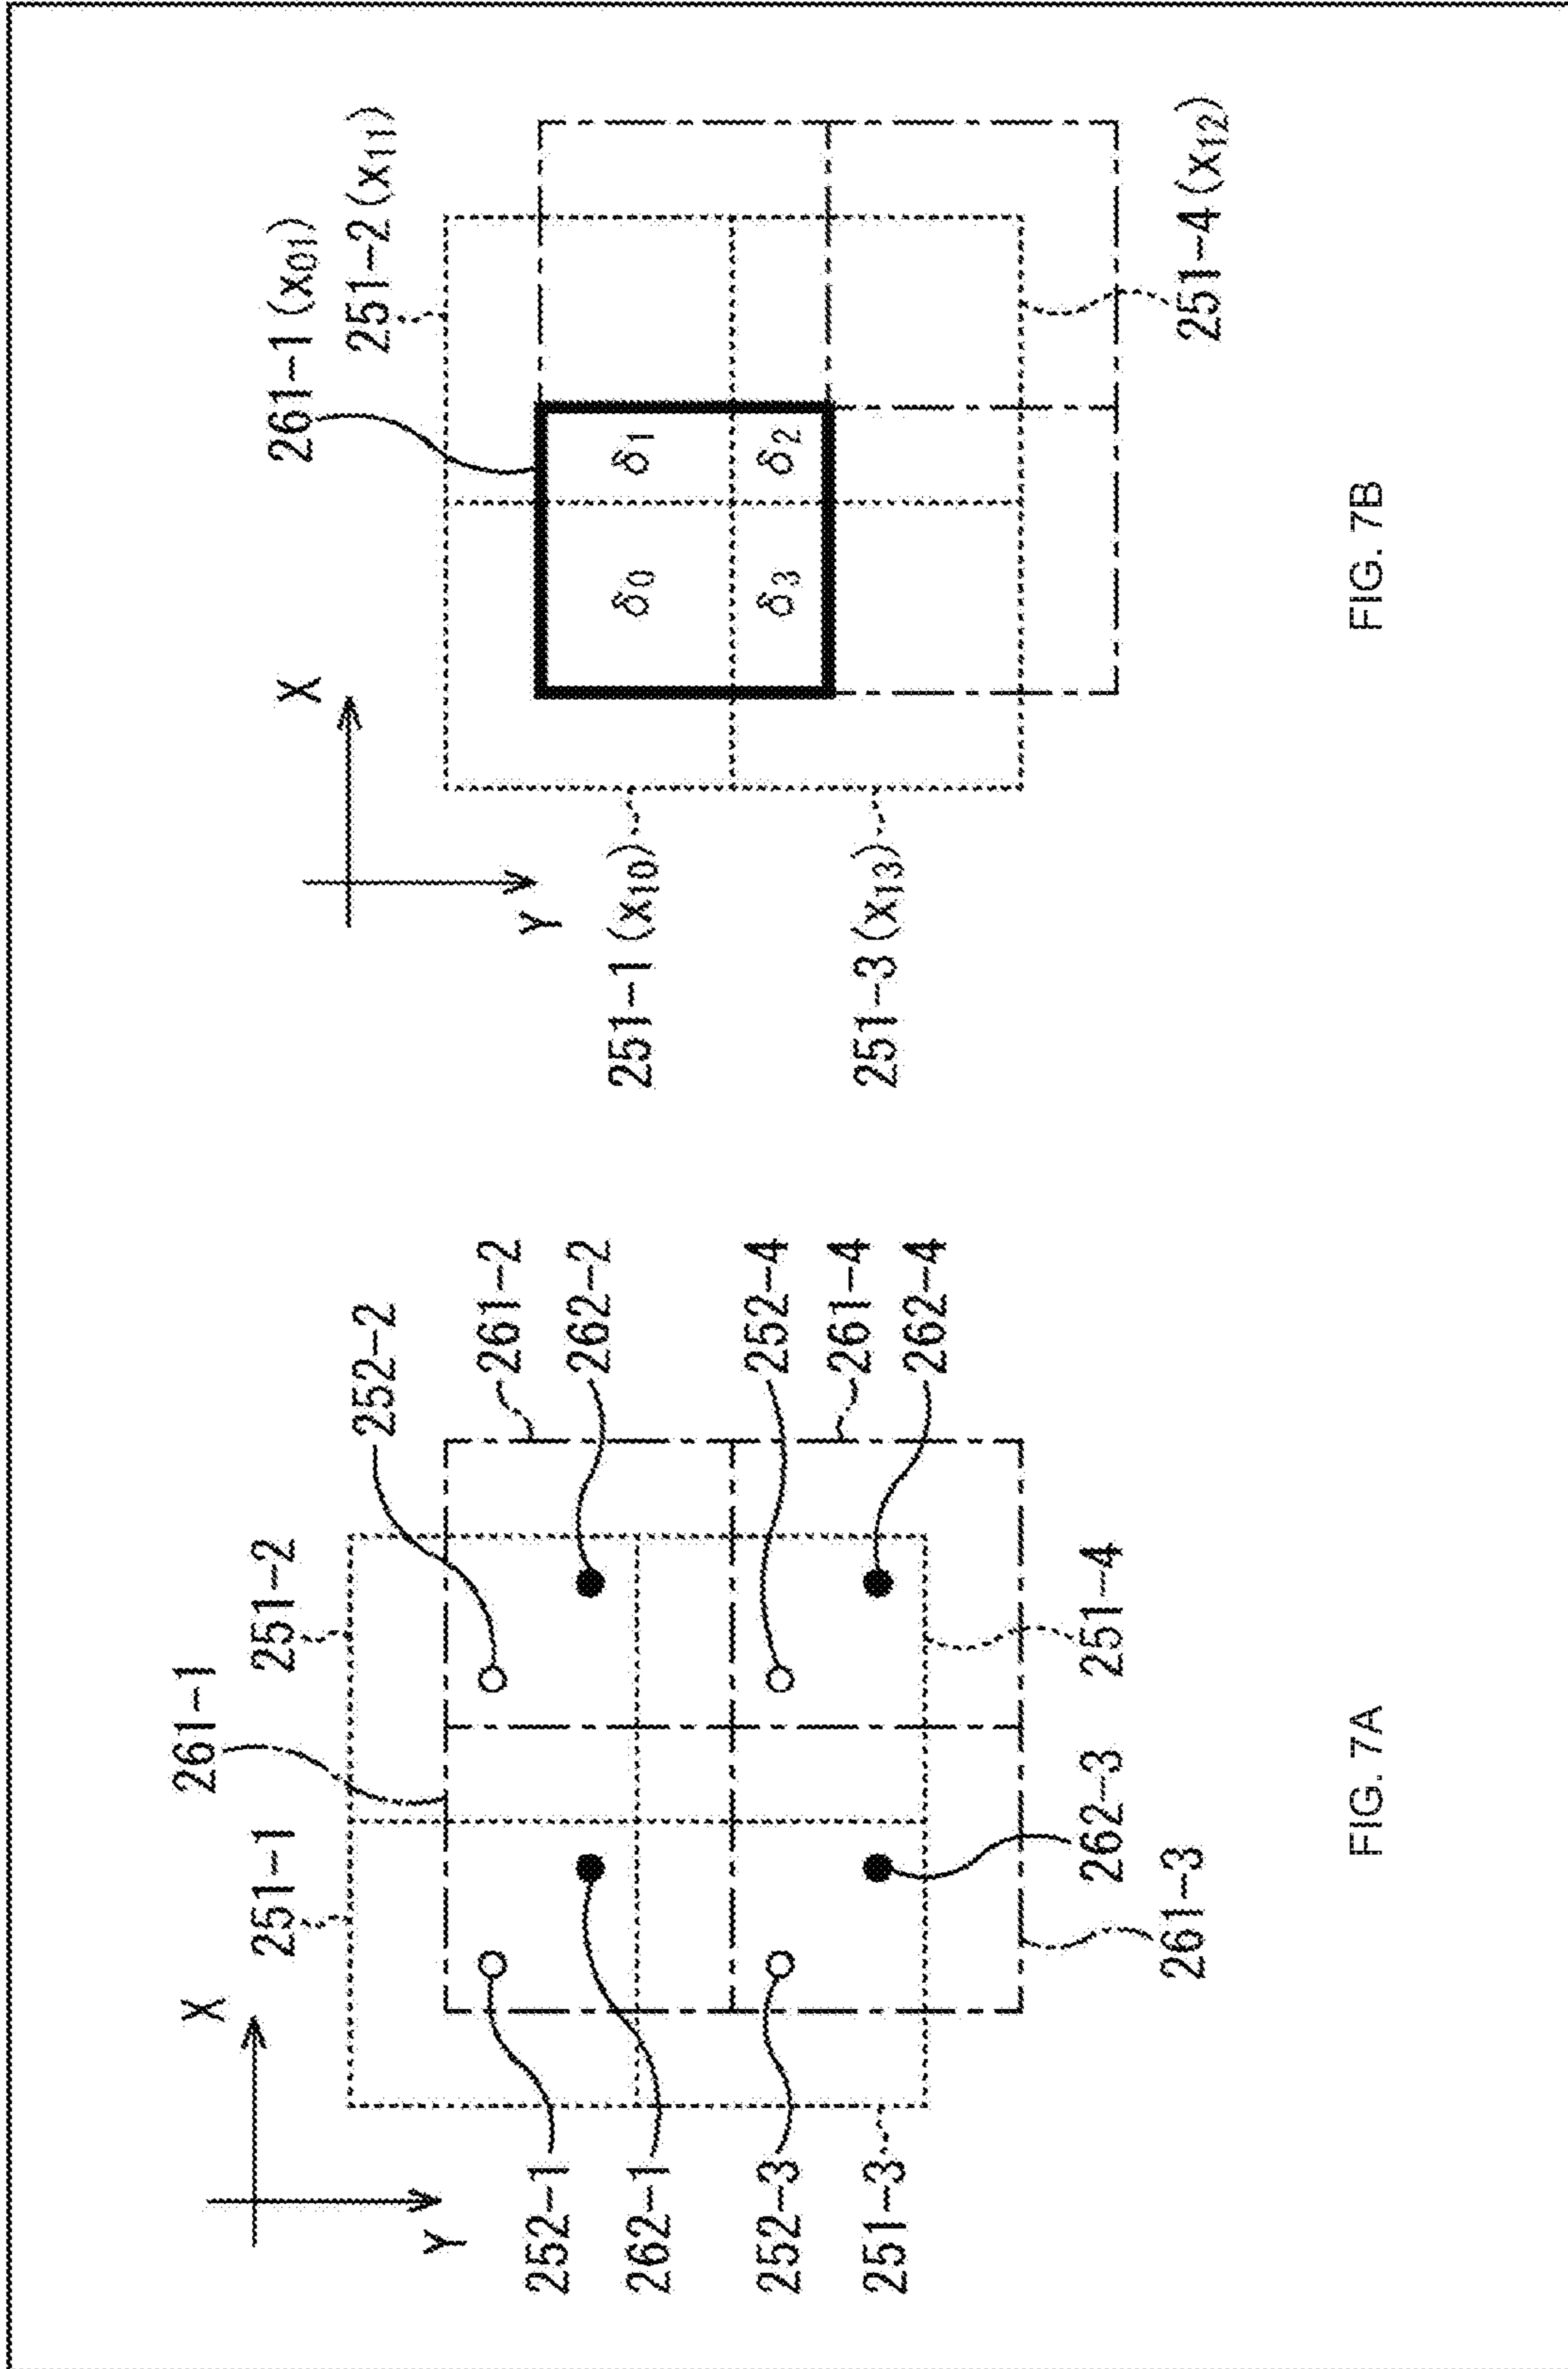 261-1
251-1
251-2
252-2
X
Y
252-1
262-1
252-3
251-3
261-2
262-2
252-4
261-4
262-4
262-3
251-4
261-3
FIG. 7A
261-1(x01)
251-2(x11)
X
Y
251-1(x10)
251-3(x13)
δ0
δ1
δ3
δ2
251-4(x12)
FIG. 7B